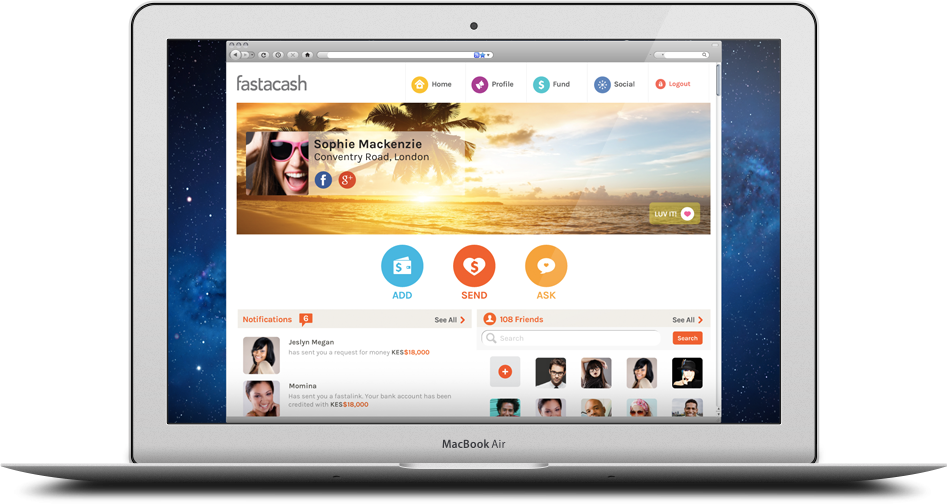 fastacash
Home
Profile
Fund
Social
Logout
Sophie Mackenzie
Conventry Road, London
f
g+
LUV IT!
ADD
SEND
ASK
Notifications 6
See All
108 Friends
See All
Search
Search
Jeslyn Megan
has sent you a request for money KES$18,000
Momina
Has sent you a fastalink. Your bank account has been
credited with KES$18,000
MacBook Air